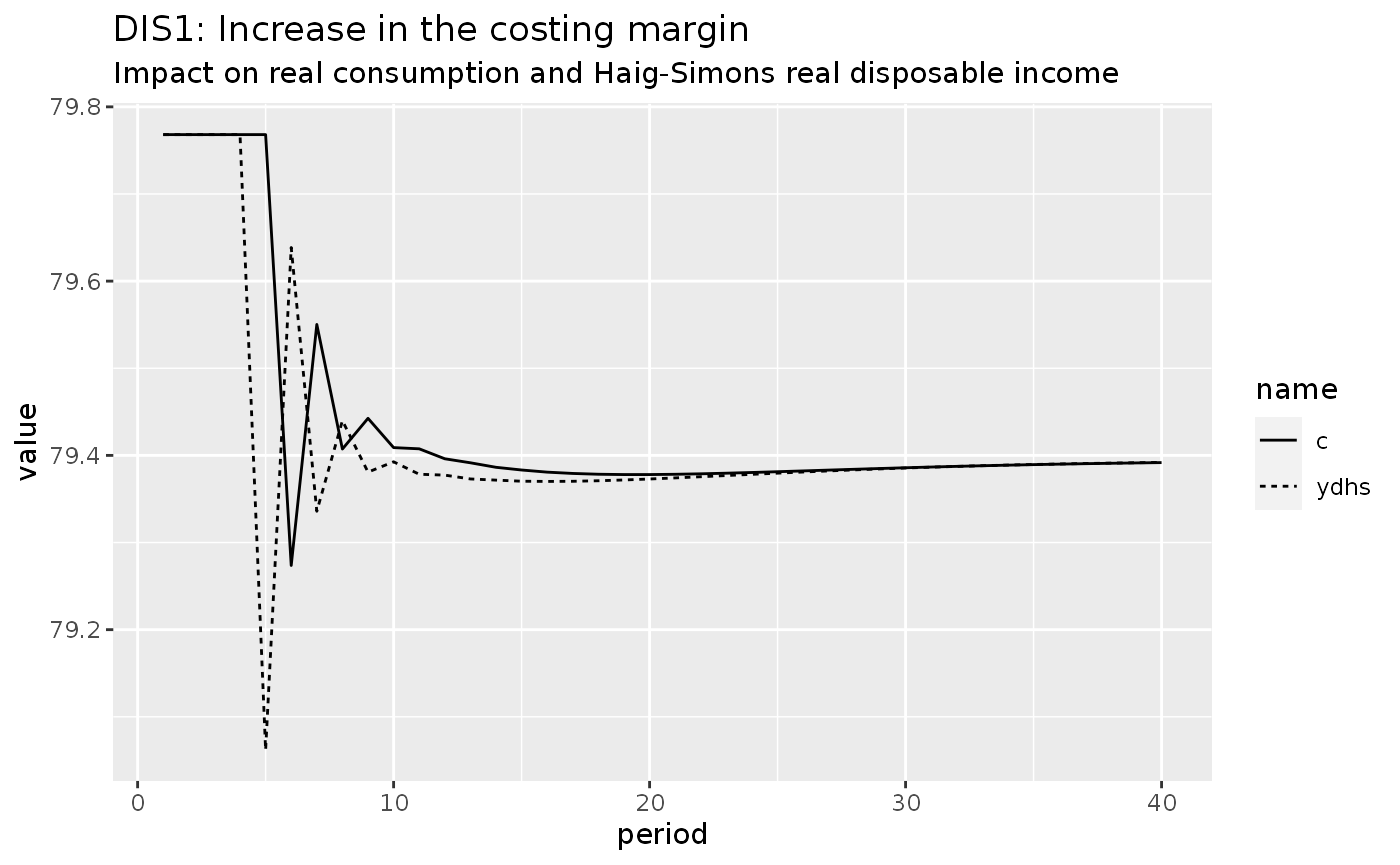 DIS1: Increase in the costing margin
Impact on real consumption and Haig-Simons real disposable income
79.8
79.6
79.4
79.2
value
0
10
20
30
40
period
name
c
ydhs